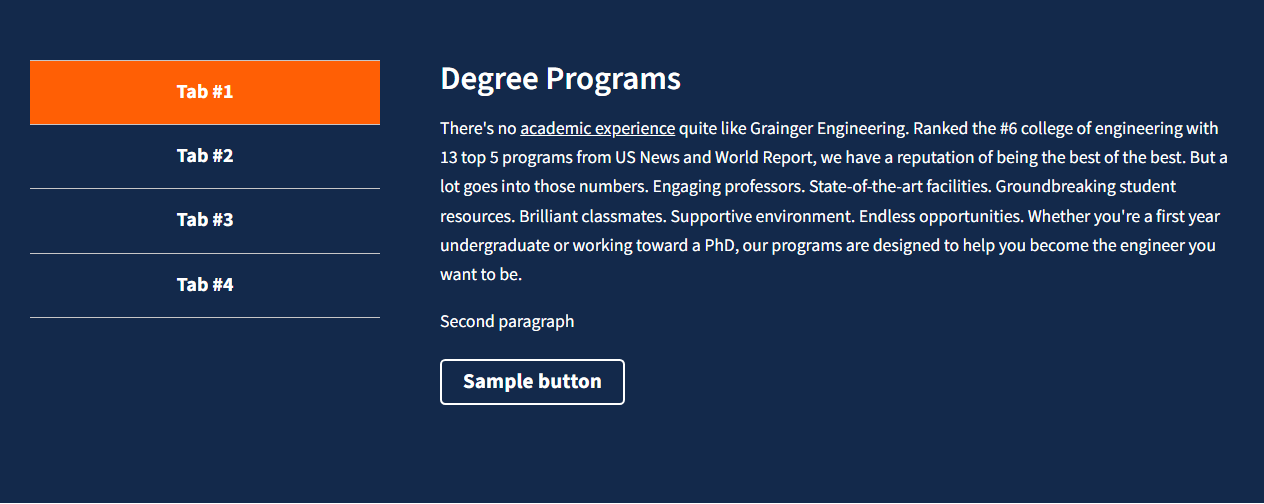 Tab #1
Tab #2
Tab #3
Tab #4
Degree Programs
There's no academic experience quite like Grainger Engineering. Ranked the #6 college of engineering with
13 top 5 programs from US News and World Report, we have a reputation of being the best of the best. But a
lot goes into those numbers. Engaging professors. State-of-the-art facilities. Groundbreaking student
resources. Brilliant classmates. Supportive environment. Endless opportunities. Whether you're a first year
undergraduate or working toward a PhD, our programs are designed to help you become the engineer you
want to be.
Second paragraph
Sample button